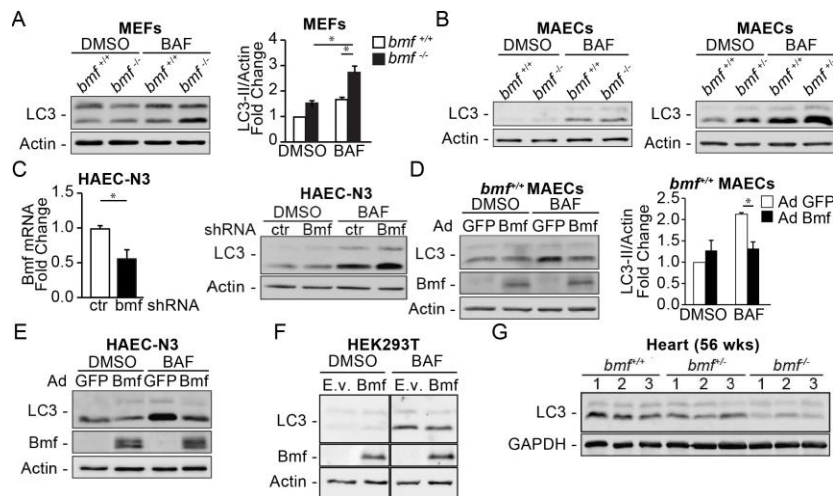 A
MEFs
DMSO BAF
bmf+/+ bmf-/- bmf+/+ bmf-/-
LC3 -
Actin -
MEFs
* *
bmf+/+
bmf-/-
LC3-II/Actin
Fold Change
4
3
2
1
0
DMSO BAF
B
MAECs
DMSO BAF
bmf+/+ bmf-/- bmf+/+ bmf-/-
LC3 -
Actin -
MAECs
DMSO BAF
LC3 -
Actin -
C
HAEC-N3
*
Bmf mRNA
Fold Change
1.5
1.0
0.5
0.0
ctr bmf shRNA
HAEC-N3
DMSO BAF
shRNA ctr Bmf ctr Bmf
LC3 -
Actin -
D
bmf+/+ MAECs
DMSO BAF
Ad GFP Bmf GFP Bmf
LC3 -
Bmf -
Actin -
bmf+/+ MAECs
Ad GFP
Ad Bmf
*
LC3-II/Actin
Fold Change
2.5
2.0
1.5
1.0
0
DMSO BAF
E
HAEC-N3
DMSO BAF
Ad GFP Bmf GFP Bmf
LC3 -
Bmf -
Actin -
F
HEK293T
DMSO BAF
E.v. Bmf E.v. Bmf
LC3 -
Bmf -
Actin -
G
Heart (56 wks)
bmf+/+ bmf+/- bmf-/-
1 2 3 1 2 3 1 2 3
LC3 -
GAPDH -